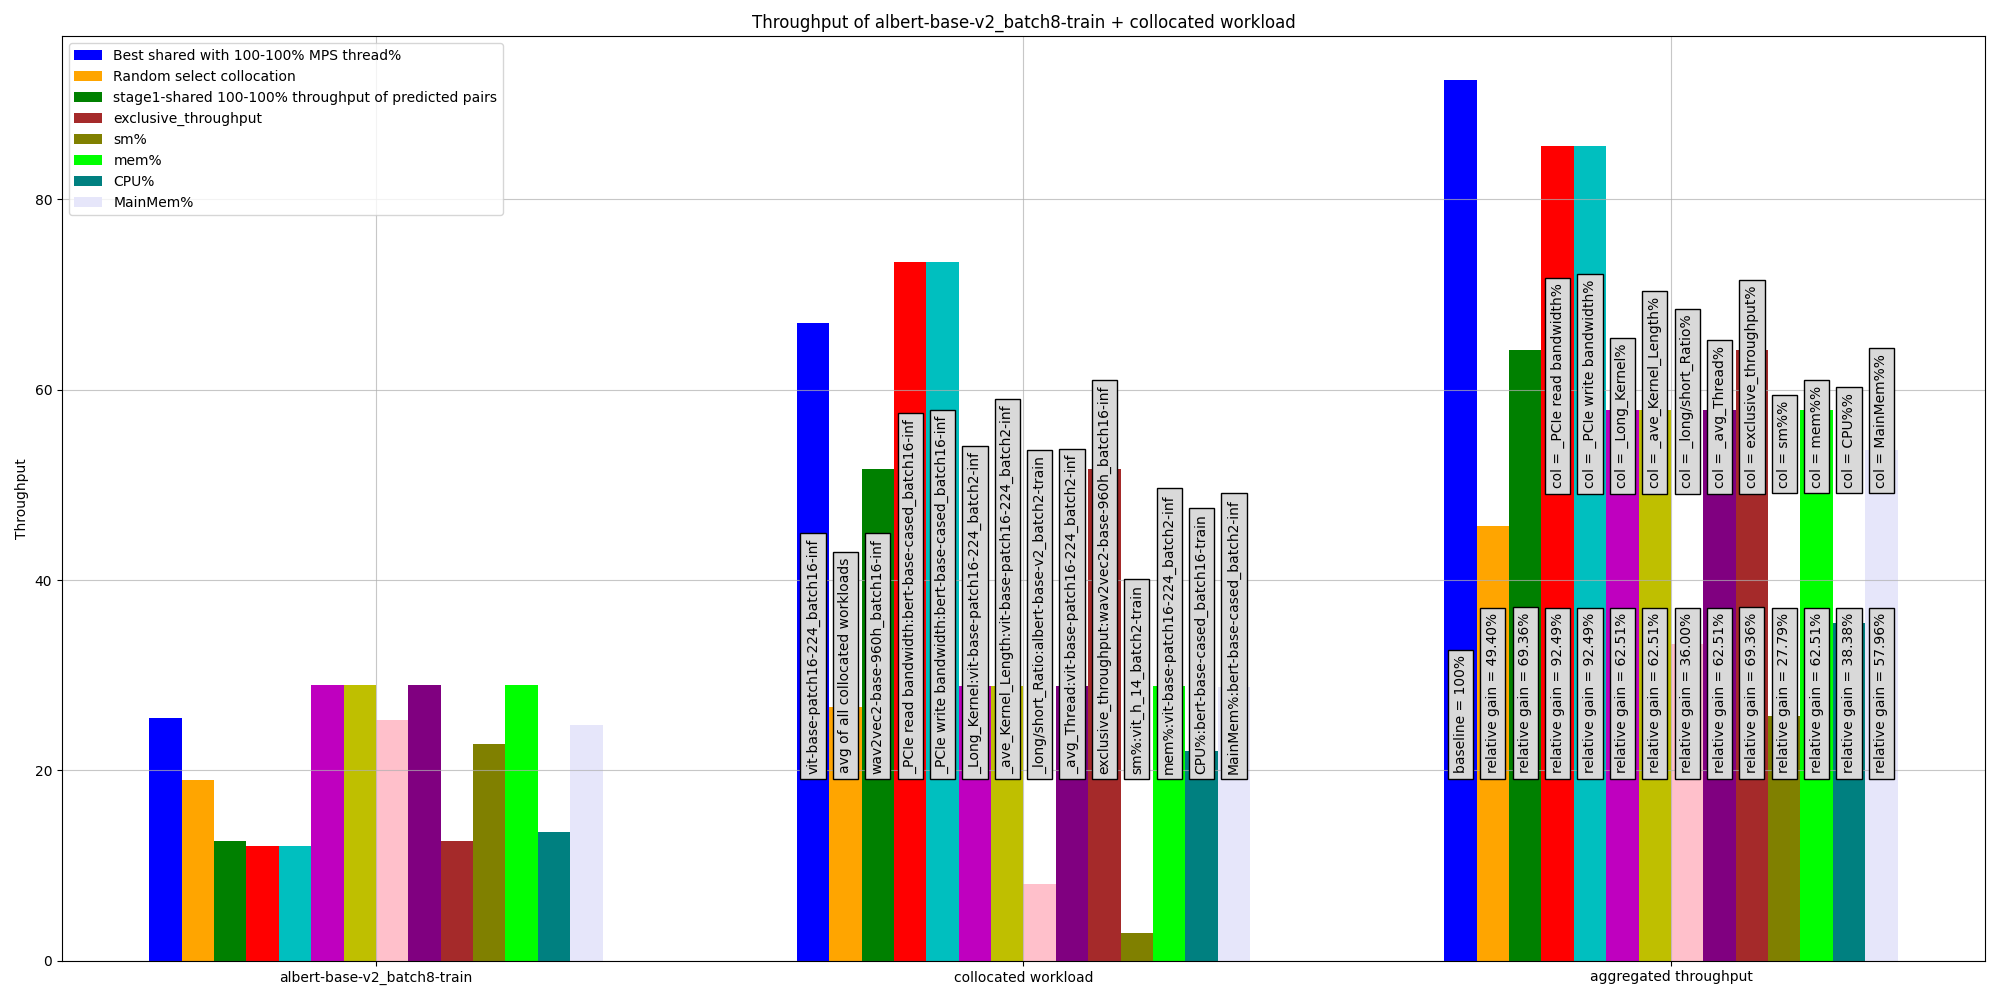 Throughput of albert-base-v2_batch8-train + collocated workload
Best shared with 100-100% MPS thread%
Random select collocation
stage1-shared 100-100% throughput of predicted pairs
exclusive_throughput
sm%
mem%
CPU%
MainMem%
Throughput
80
60
40
20
0
vit-base-patch16-224_batch16-inf
avg of all collocated workloads
wav2vec2-base-960h_batch16-inf
_PCIe read bandwidth:bert-base-cased_batch16-inf
_PCIe write bandwidth:bert-base-cased_batch16-inf
_Long_Kernel:vit-base-patch16-224_batch2-inf
_ave_Kernel_Length:vit-base-patch16-224_batch2-inf
_long/short_Ratio:albert-base-v2_batch2-train
_avg_Thread:vit-base-patch16-224_batch2-inf
exclusive_throughput:wav2vec2-base-960h_batch16-inf
sm%:vit_h_14_batch2-train
mem%:vit-base-patch16-224_batch2-inf
CPU%:bert-base-cased_batch16-train
MainMem%:bert-base-cased_batch2-inf
col = _PCIe read bandwidth%
col = _PCIe write bandwidth%
col = _Long_Kernel%
col = _ave_Kernel_Length%
col = _long/short_Ratio%
col = _avg_Thread%
col = exclusive_throughput%
col = sm%%
col = mem%%
col = CPU%%
col = MainMem%%
baseline = 100%
relative gain = 49.40%
relative gain = 69.36%
relative gain = 92.49%
relative gain = 92.49%
relative gain = 62.51%
relative gain = 62.51%
relative gain = 36.00%
relative gain = 62.51%
relative gain = 69.36%
relative gain = 27.79%
relative gain = 62.51%
relative gain = 38.38%
relative gain = 57.96%
albert-base-v2_batch8-train
collocated workload
aggregated throughput